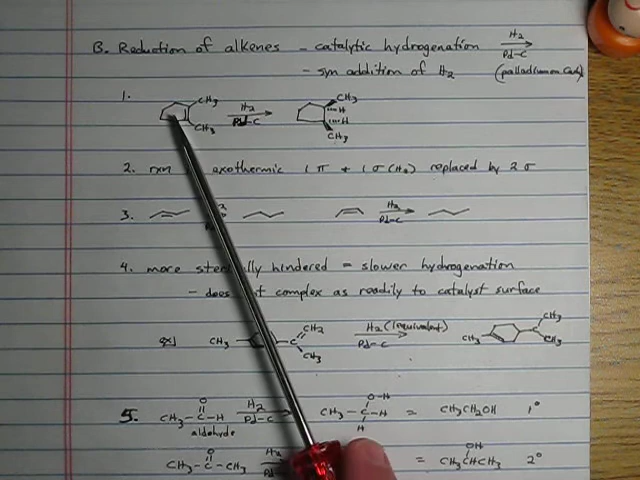 B. Reduction of alkenes - catalytic hydrogenation H2 Pd-C
- syn addition of H2 (palladium on carbon)
1. CH3 CH3 H2 Pd-C CH3 H H CH3
2. rxn exothermic 1 π + 1 σ (H2) replaced by 2 σ
3. H2 Pd-C
4. more hindered = slower hydrogenation
- complex as readily to catalyst surface
ex) CH3 C CH2 CH3 H2 (1 equivalent) Pd-C CH3 CH3 CH3
5. CH3-C-H O aldehyde H2 Pd-C CH3-C-H O-H H = CH3CH2OH 1°
CH3-C-CH3 O H2 = CH3CHCH3 OH 2°